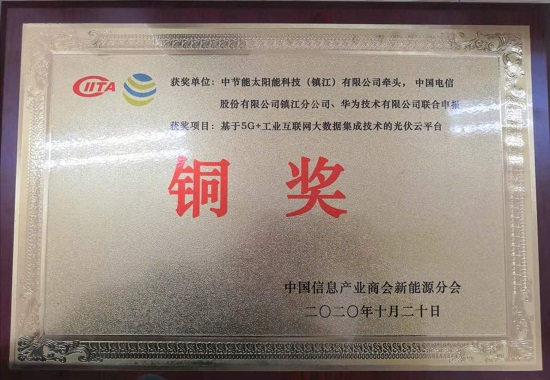 CIITA
获奖单位：中节能太阳能科技（镇江）有限公司牵头，中国电信
股份有限公司镇江分公司、华为技术有限公司联合申报
获奖项目：基于5G+工业互联网大数据集成技术的光伏云平台
铜奖
中国信息产业商会新能源分会
二〇二〇年十月二十日